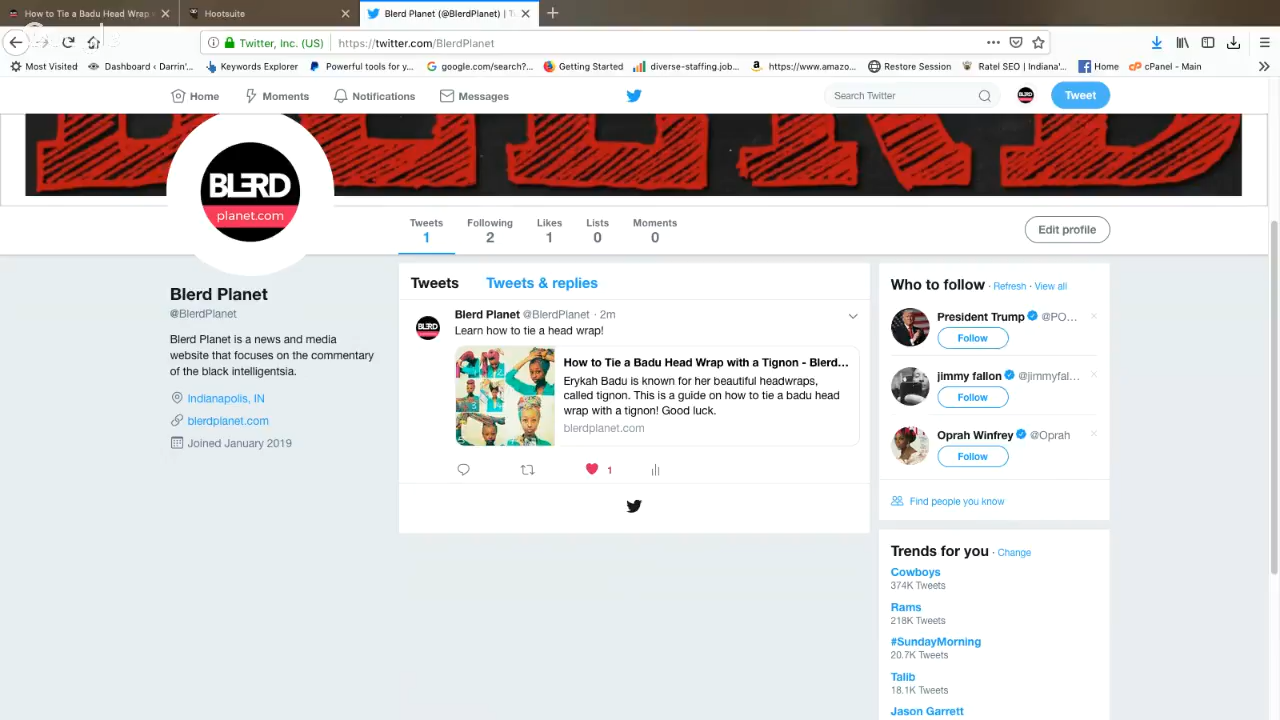 How to Tie a Badu Head Wrap
Hootsuite
Blerd Planet (@BlerdPlanet) | T
Twitter, Inc. (US)
https://twitter.com/BlerdPlanet
Most Visited
Dashboard ‹ Darrin'...
Keywords Explorer
Powerful tools for y...
google.com/search?...
Getting Started
diverse-staffing.job...
https://www.amazo...
Restore Session
Ratel SEO | Indiana'...
Home
cPanel - Main
Home
Moments
Notifications
Messages
Search Twitter
BLERD
Tweet
BLERD
planet.com
Tweets
Following
Likes
Lists
Moments
1
2
1
0
0
Edit profile
Blerd Planet
@BlerdPlanet
Blerd Planet is a news and media
website that focuses on the commentary
of the black intelligentsia.
Indianapolis, IN
blerdplanet.com
Joined January 2019
Tweets
Tweets & replies
BLERD
Blerd Planet @BlerdPlanet · 2m
Learn how to tie a head wrap!
How to Tie a Badu Head Wrap with a Tignon - Blerd...
Erykah Badu is known for her beautiful headwraps,
called tignon. This is a guide on how to tie a badu head
wrap with a tignon! Good luck.
blerdplanet.com
1
Who to follow · Refresh · View all
President Trump @PO...
Follow
jimmy fallon @jimmyfal...
Follow
Oprah Winfrey @Oprah
Follow
Find people you know
Trends for you · Change
Cowboys
374K Tweets
Rams
218K Tweets
#SundayMorning
20.7K Tweets
Talib
18.1K Tweets
Jason Garrett